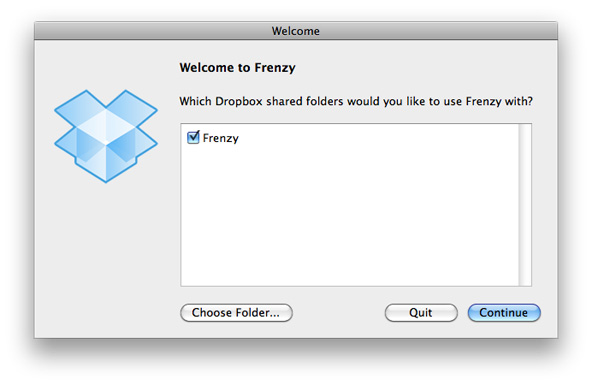 Welcome
Welcome to Frenzy
Which Dropbox shared folders would you like to use Frenzy with?
Frenzy
Choose Folder... Quit Continue